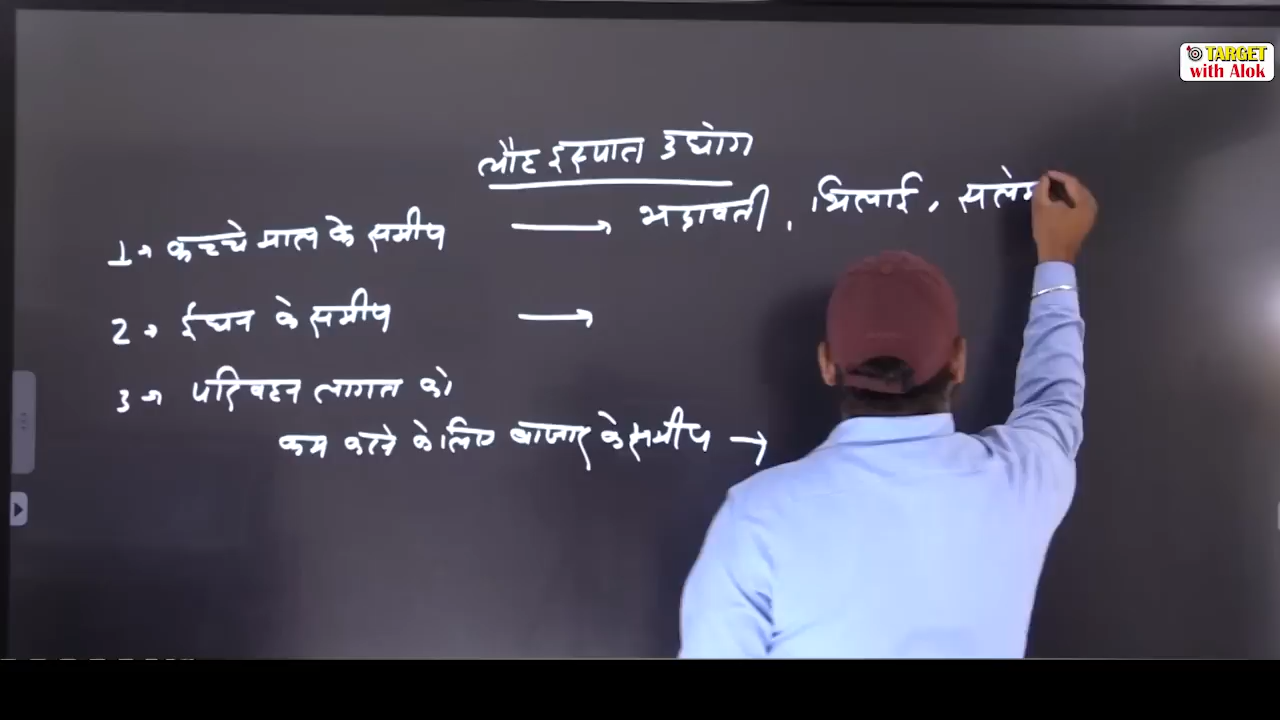 TARGET
with Alok
लौह इस्पात उद्योग
1→ कच्चे माल के समीप → भद्रावती, भिलाई, सलेम
2→ ईंधन के समीप →
3→ परिवहन लागत को
कम करने के लिए बाजार के समीप →